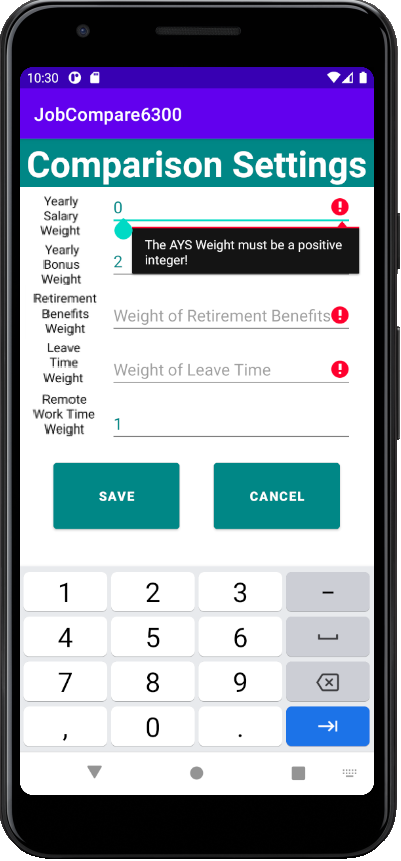 10:30
JobCompare6300
Comparison Settings
Yearly
Salary
Weight
0
The AYS Weight must be a positive
integer!
Yearly
Bonus
Weight
2
Retirement
Benefits
Weight
Weight of Retirement Benefits
Leave
Time
Weight
Weight of Leave Time
Remote
Work Time
Weight
1
SAVE CANCEL
1 2 3 -
4 5 6
7 8 9
, 0 .